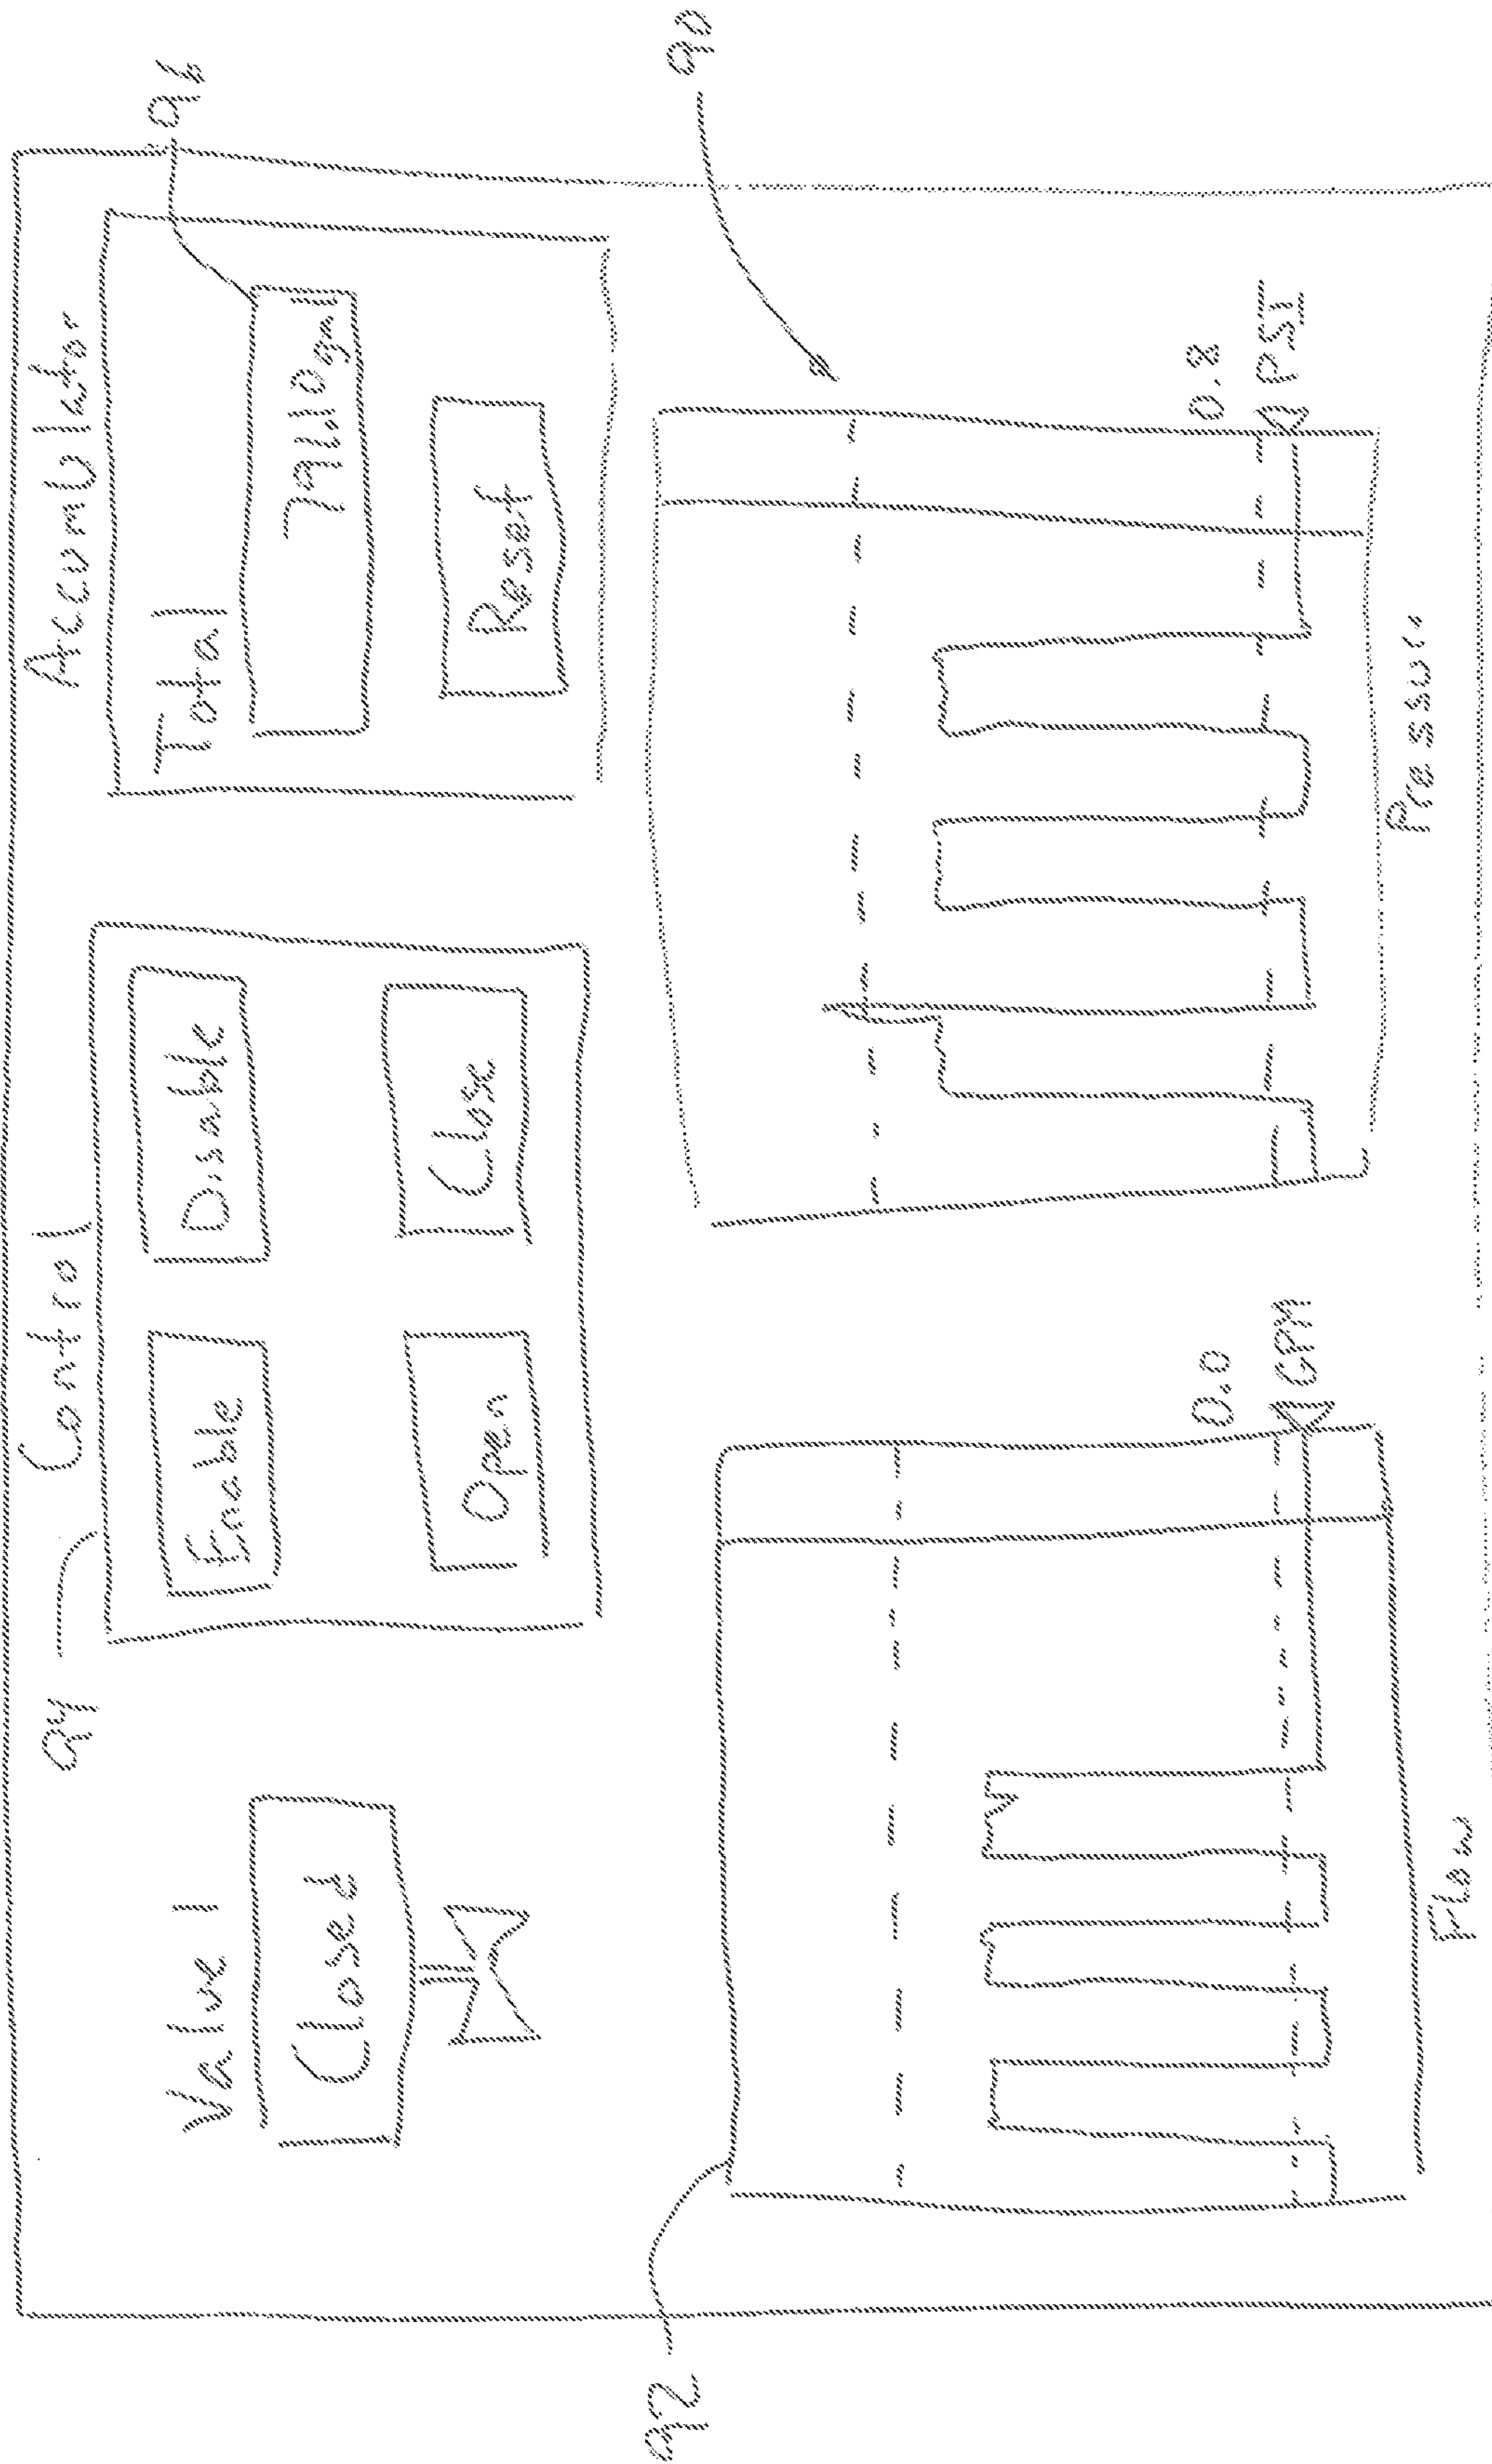 94
Control
Accumulator
96
Valve 1
Enable
Disable
Total
Closed
Open
Close
Reset
92
90
0.0
GPM
0.8
PSI
Flow
Pressure